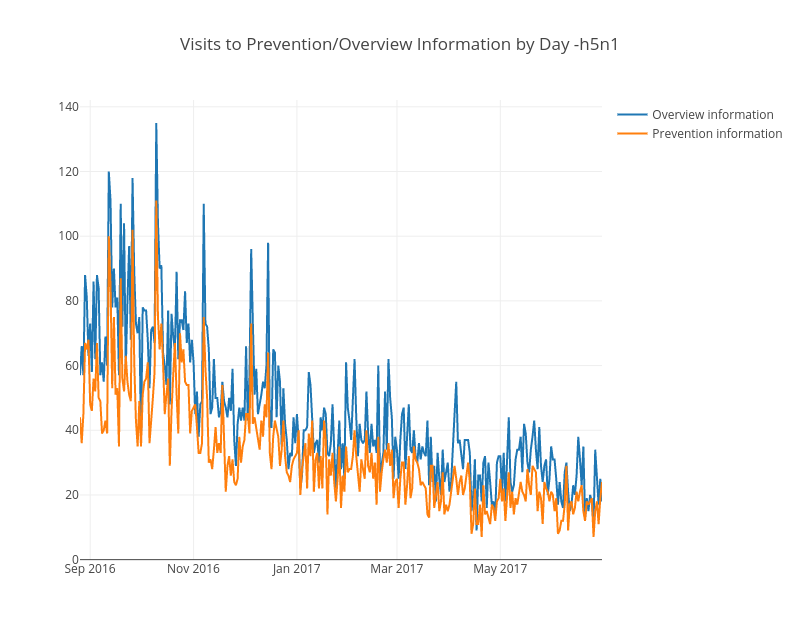 Visits to Prevention/Overview Information by Day -h5n1
Overview information
Prevention information
140
120
100
80
60
40
20
0
Sep 2016
Nov 2016
Jan 2017
Mar 2017
May 2017